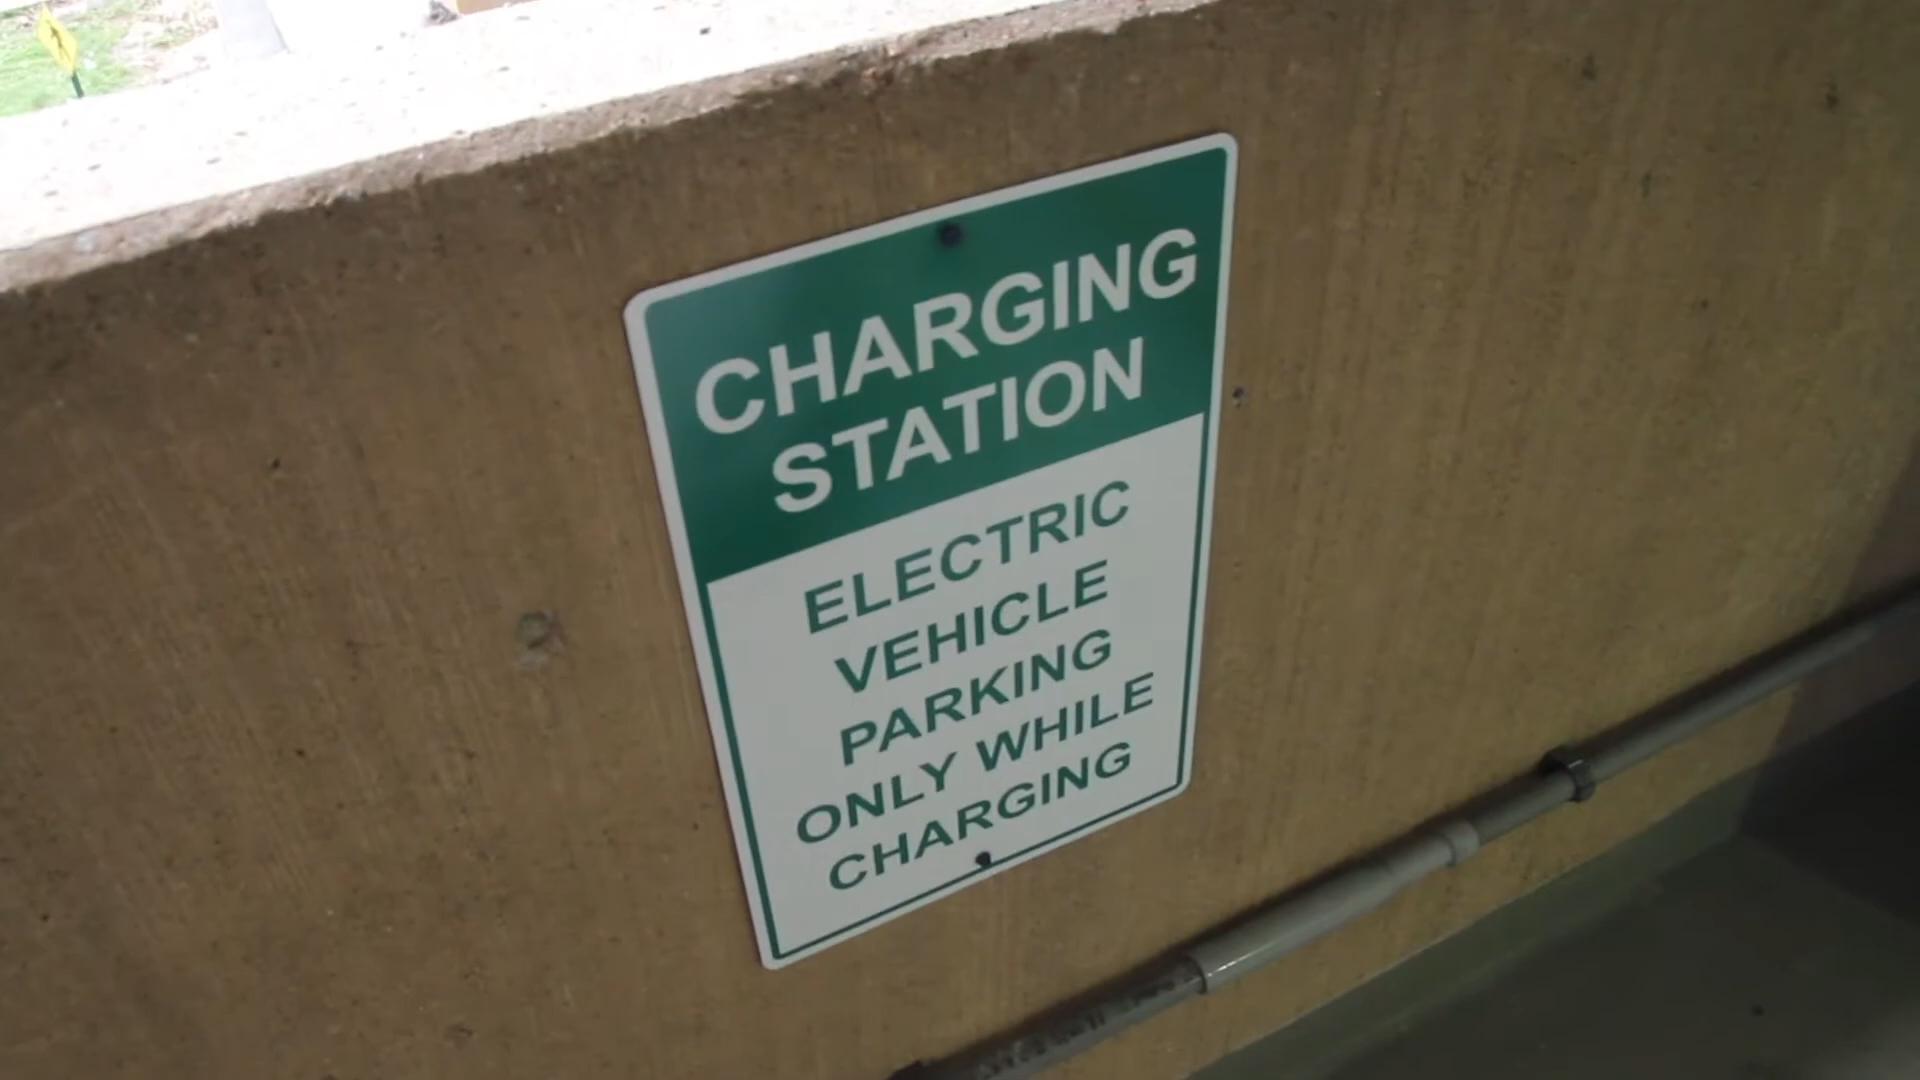 CHARGING
STATION
ELECTRIC
VEHICLE
PARKING
ONLY WHILE
CHARGING